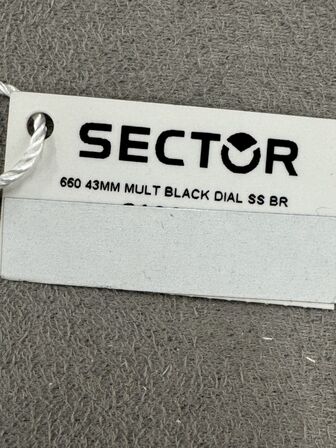 SECTOR
660 43MM MULT BLACK DIAL SS BR